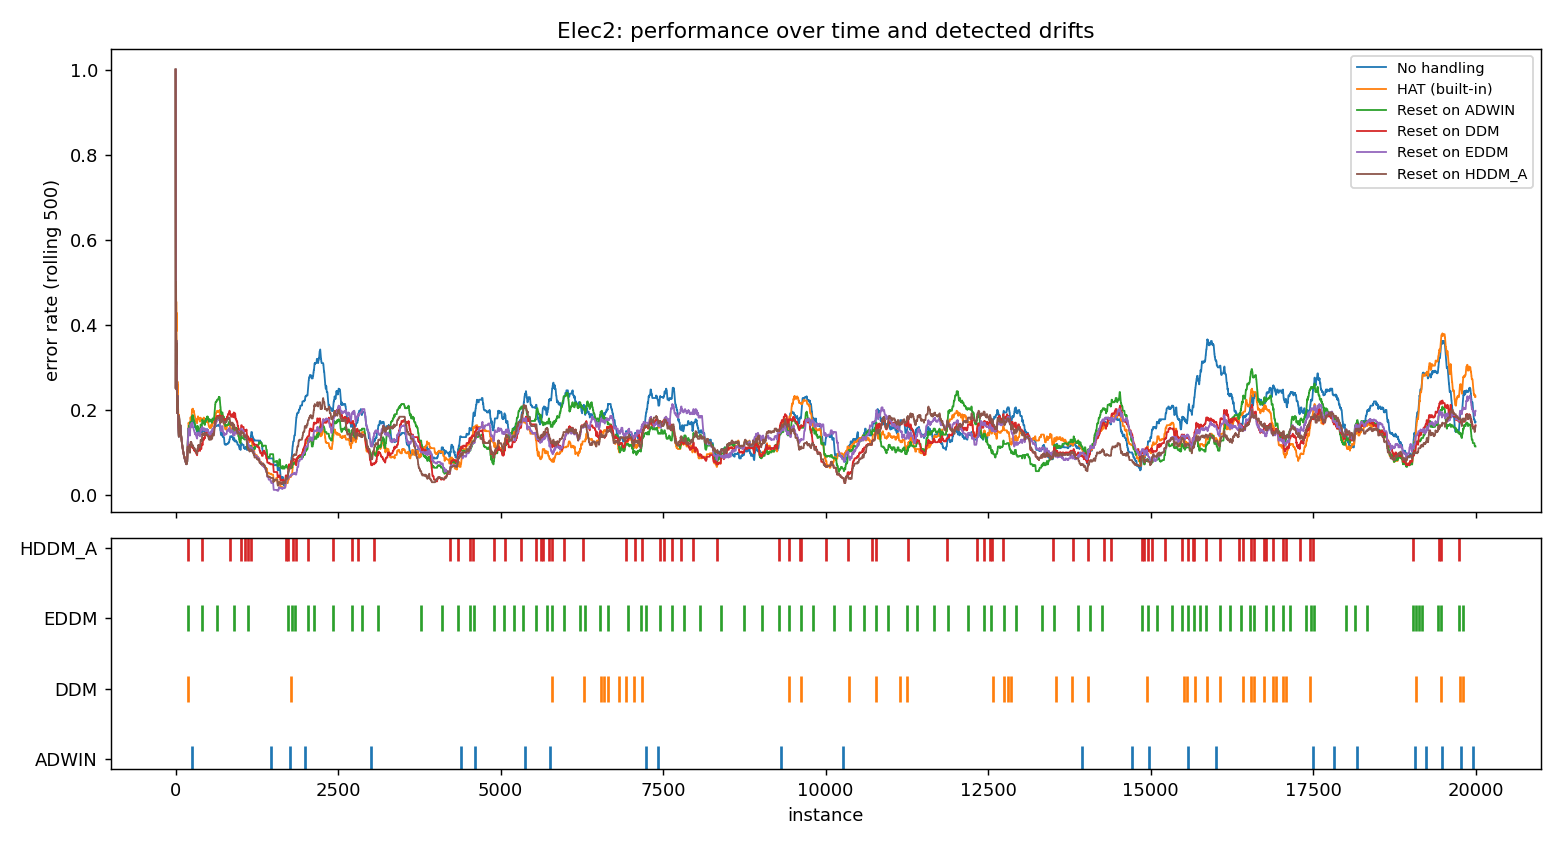 Elec2: performance over time and detected drifts
error rate (rolling 500)
1.0
0.8
0.6
0.4
0.2
0.0
No handling
HAT (built-in)
Reset on ADWIN
Reset on DDM
Reset on EDDM
Reset on HDDM_A
HDDM_A
EDDM
DDM
ADWIN
0 2500 5000 7500 10000 12500 15000 17500 20000
instance